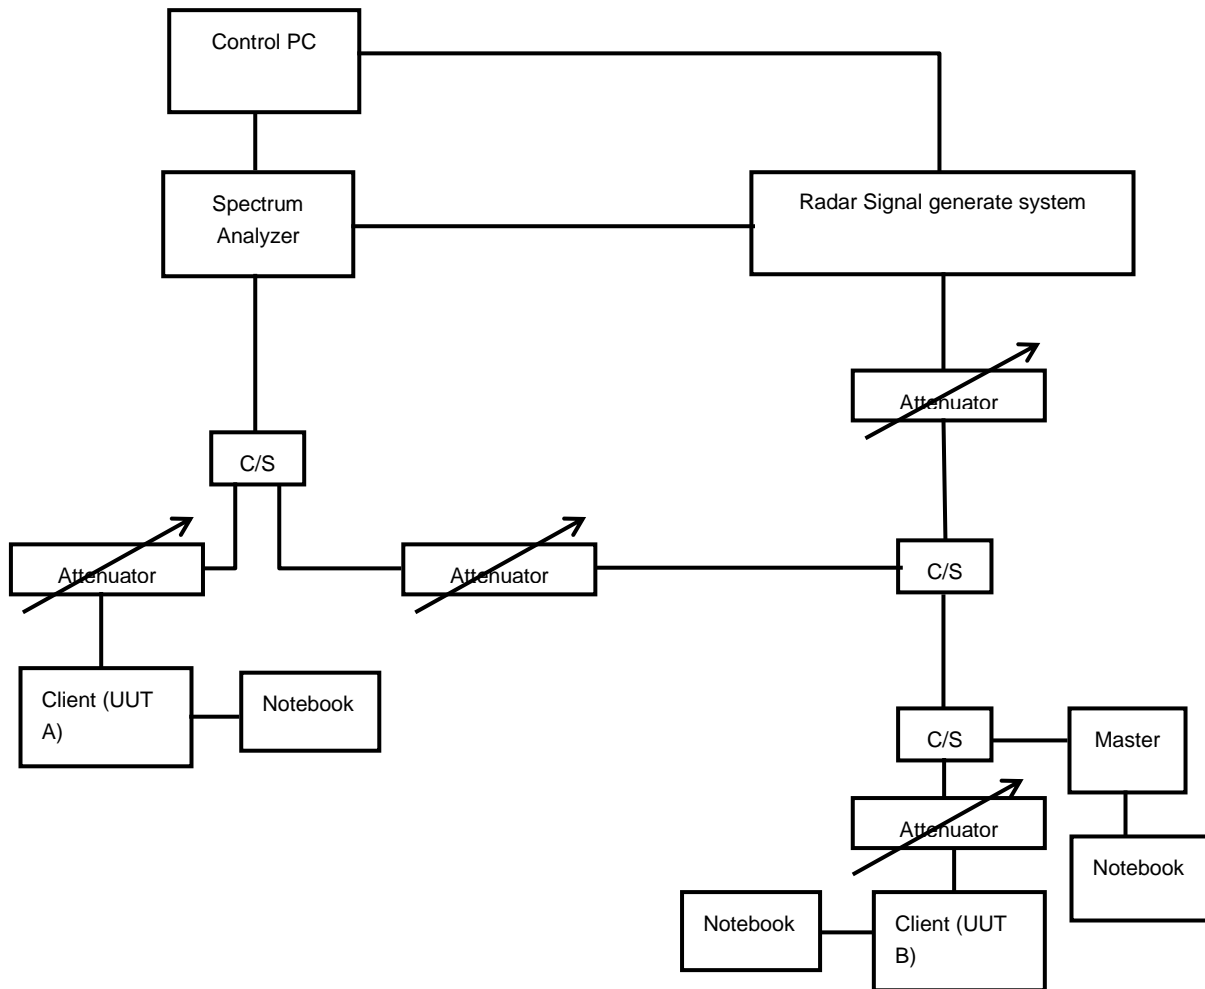 Control PC
Spectrum
Analyzer
Radar Signal generate system
Attenuator
C/S
Attenuator
Attenuator
C/S
Client (UUT
A)
Notebook
C/S
Master
Attenuator
Notebook
Notebook
Client (UUT
B)